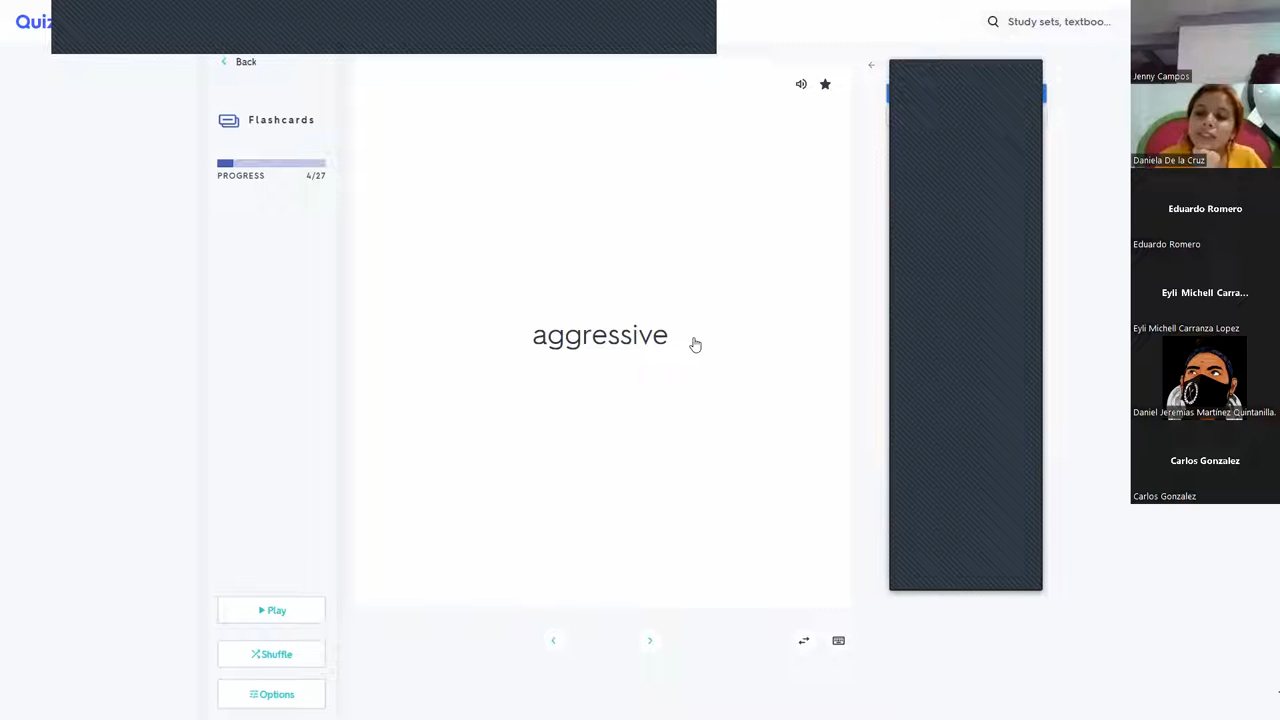 Quiz
Study sets, textboo...
Back
Flashcards
PROGRESS 4/27
aggressive
Play
Shuffle
Options
Jenny Campos
Daniela De la Cruz
Eduardo Romero
Eduardo Romero
Eyli Michell Carra...
Eyli Michell Carranza Lopez
Daniel Jeremias Martínez Quintanilla.
Carlos Gonzalez
Carlos Gonzalez